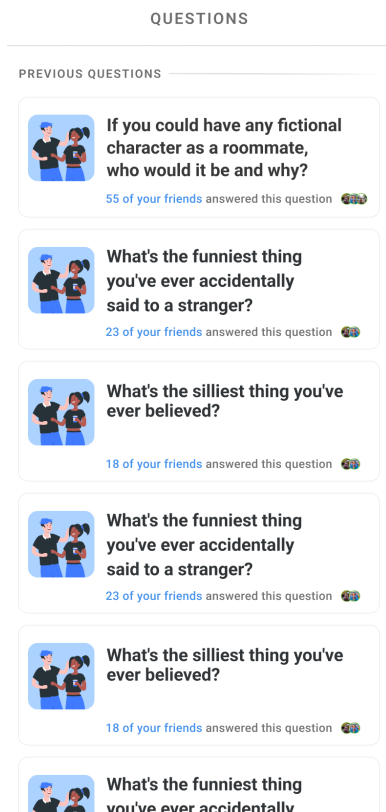 QUESTIONS
PREVIOUS QUESTIONS
If you could have any fictional
character as a roommate,
who would it be and why?
55 of your friends answered this question
What's the funniest thing
you've ever accidentally
said to a stranger?
23 of your friends answered this question
What's the silliest thing you've
ever believed?
18 of your friends answered this question
What's the funniest thing
you've ever accidentally
said to a stranger?
23 of your friends answered this question
What's the silliest thing you've
ever believed?
18 of your friends answered this question
What's the funniest thing
you've ever accidentally